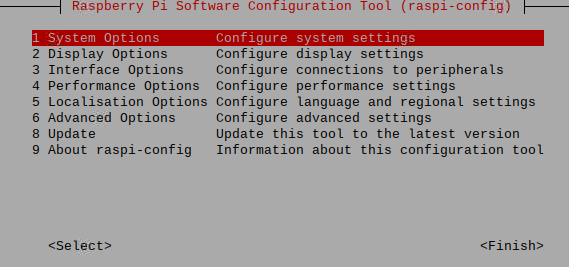 Raspberry Pi Software Configuration Tool (raspi-config)
1 System Options Configure system settings
2 Display Options Configure display settings
3 Interface Options Configure connections to peripherals
4 Performance Options Configure performance settings
5 Localisation Options Configure language and regional settings
6 Advanced Options Configure advanced settings
8 Update Update this tool to the latest version
9 About raspi-config Information about this configuration tool
<Select> <Finish>